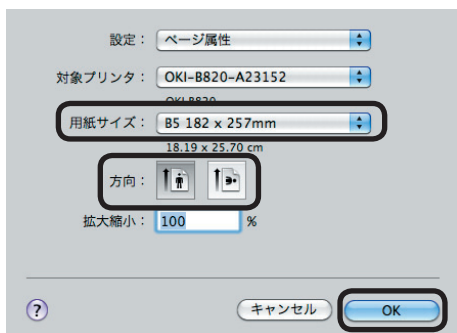 設定： ページ属性
対象プリンタ： OKI-B820-A23152
OKI-B820
用紙サイズ： B5 182 x 257mm
18.19 x 25.70 cm
方向：
拡大縮小： 100 %
? キャンセル OK